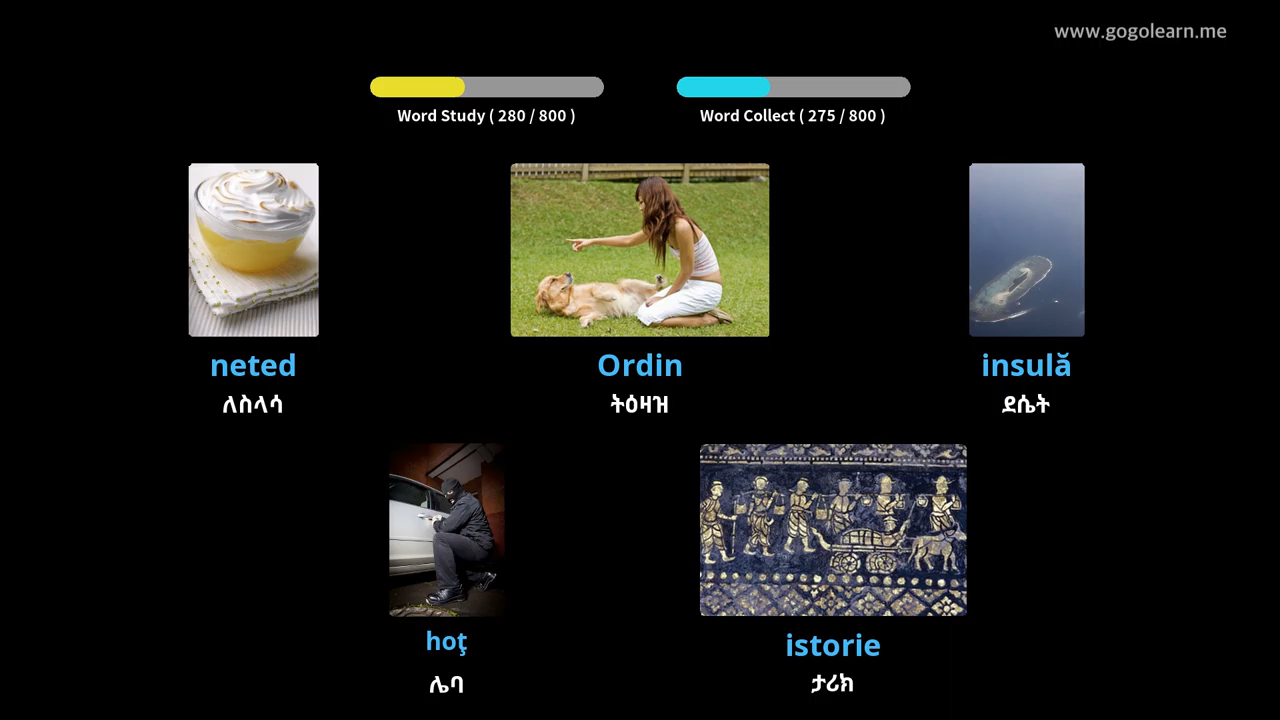 www.gogolearn.me
Word Study ( 280 / 800 )
Word Collect ( 275 / 800 )
neted
Ordin
insulă
ለስላሳ
ትዕዛዝ
ደሴት
hoţ
istorie
ሌባ
ታሪክ